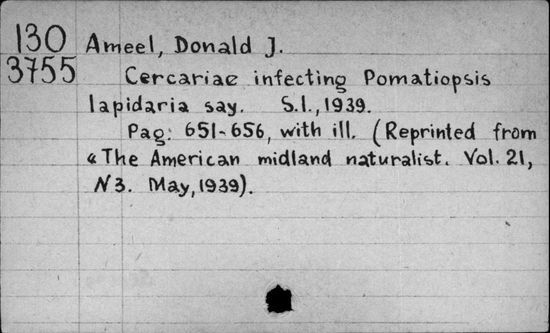 130 Ameel, Donald J.
3755 Cercariae infecting Pomatiopsis
lapidaria say. S.l., 1939.
Pag: 651-656, with ill. (Reprinted from
« The American midland naturalist. Vol. 21,
N3. May, 1939).